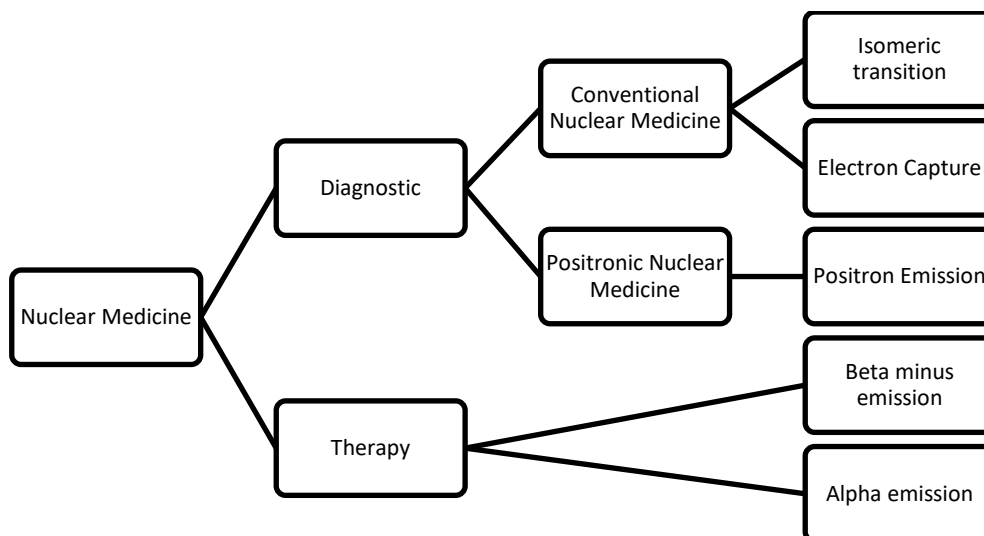 Nuclear Medicine
Diagnostic
Conventional
Nuclear Medicine
Isomeric
transition
Electron Capture
Positronic Nuclear
Medicine
Positron Emission
Therapy
Beta minus
emission
Alpha emission